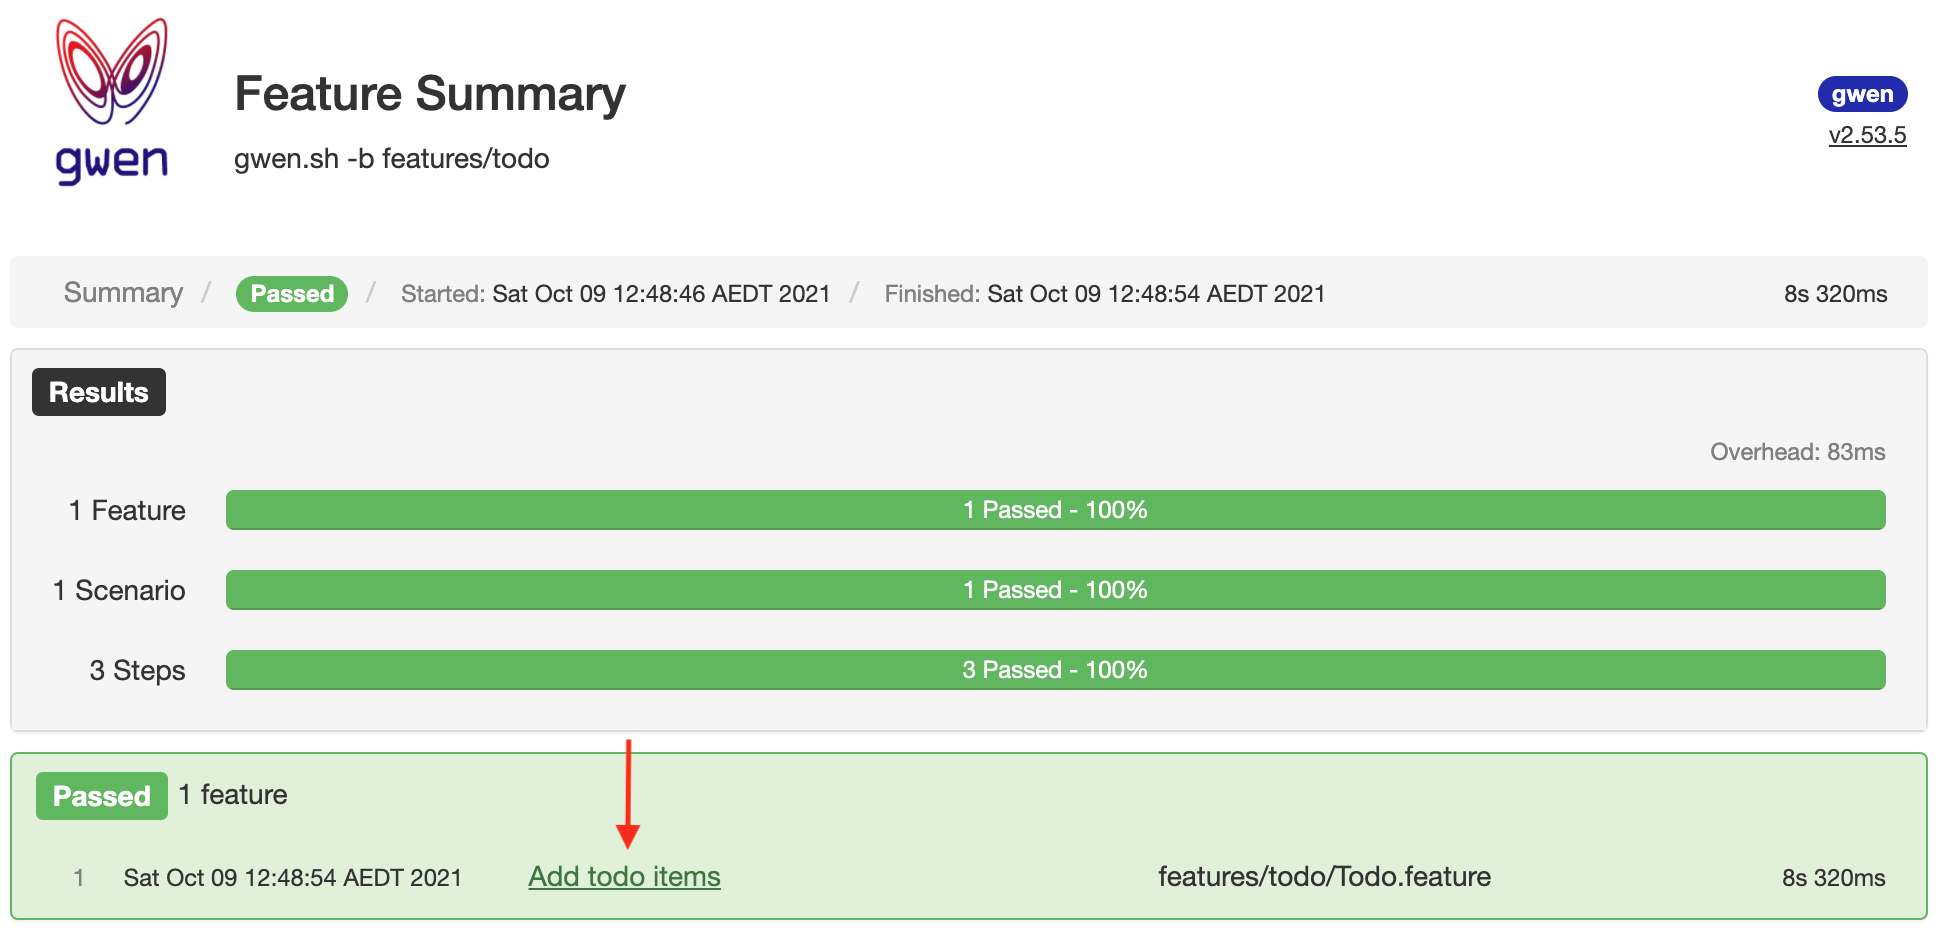 gwen
Feature Summary
gwen.sh -b features/todo
gwen
v2.53.5
Summary / Passed / Started: Sat Oct 09 12:48:46 AEDT 2021 / Finished: Sat Oct 09 12:48:54 AEDT 2021 8s 320ms
Results
Overhead: 83ms
1 Feature 1 Passed - 100%
1 Scenario 1 Passed - 100%
3 Steps 3 Passed - 100%
Passed 1 feature
1 Sat Oct 09 12:48:54 AEDT 2021 Add todo items features/todo/Todo.feature 8s 320ms